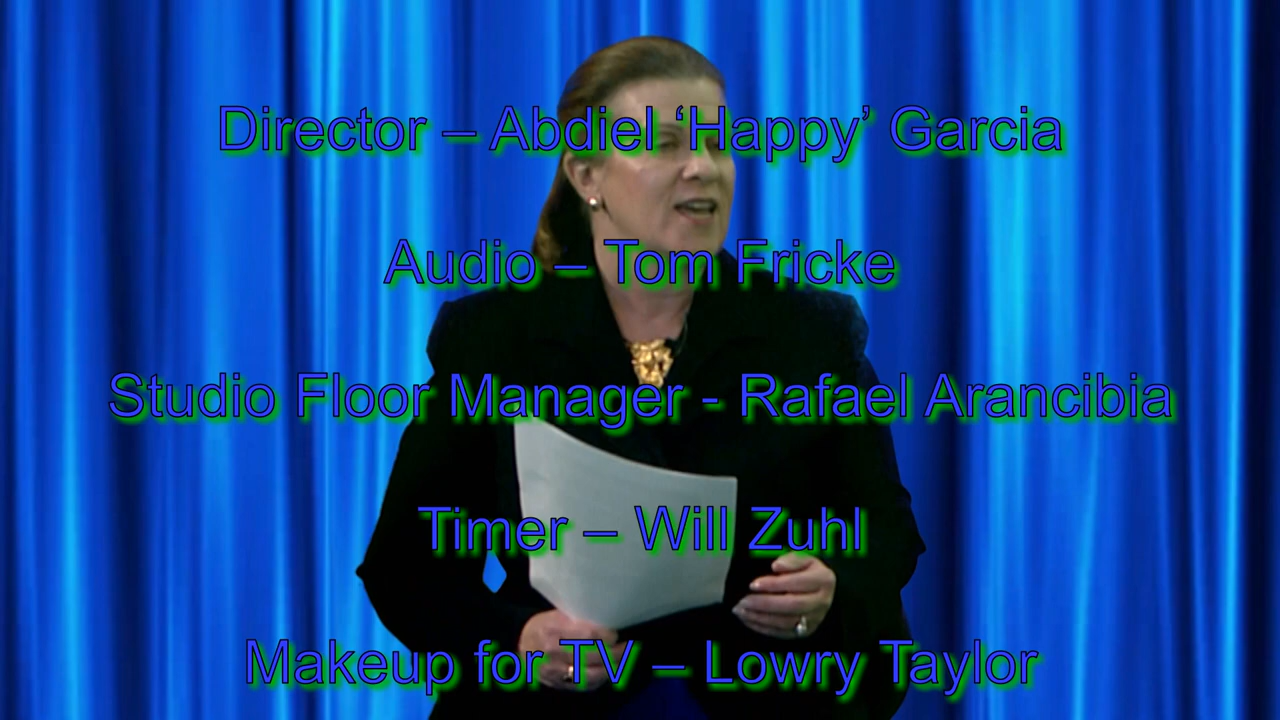 Director – Abdiel ‘Happy’ Garcia
Audio – Tom Fricke
Studio Floor Manager - Rafael Arancibia
Timer – Will Zuhl
Makeup for TV – Lowry Taylor